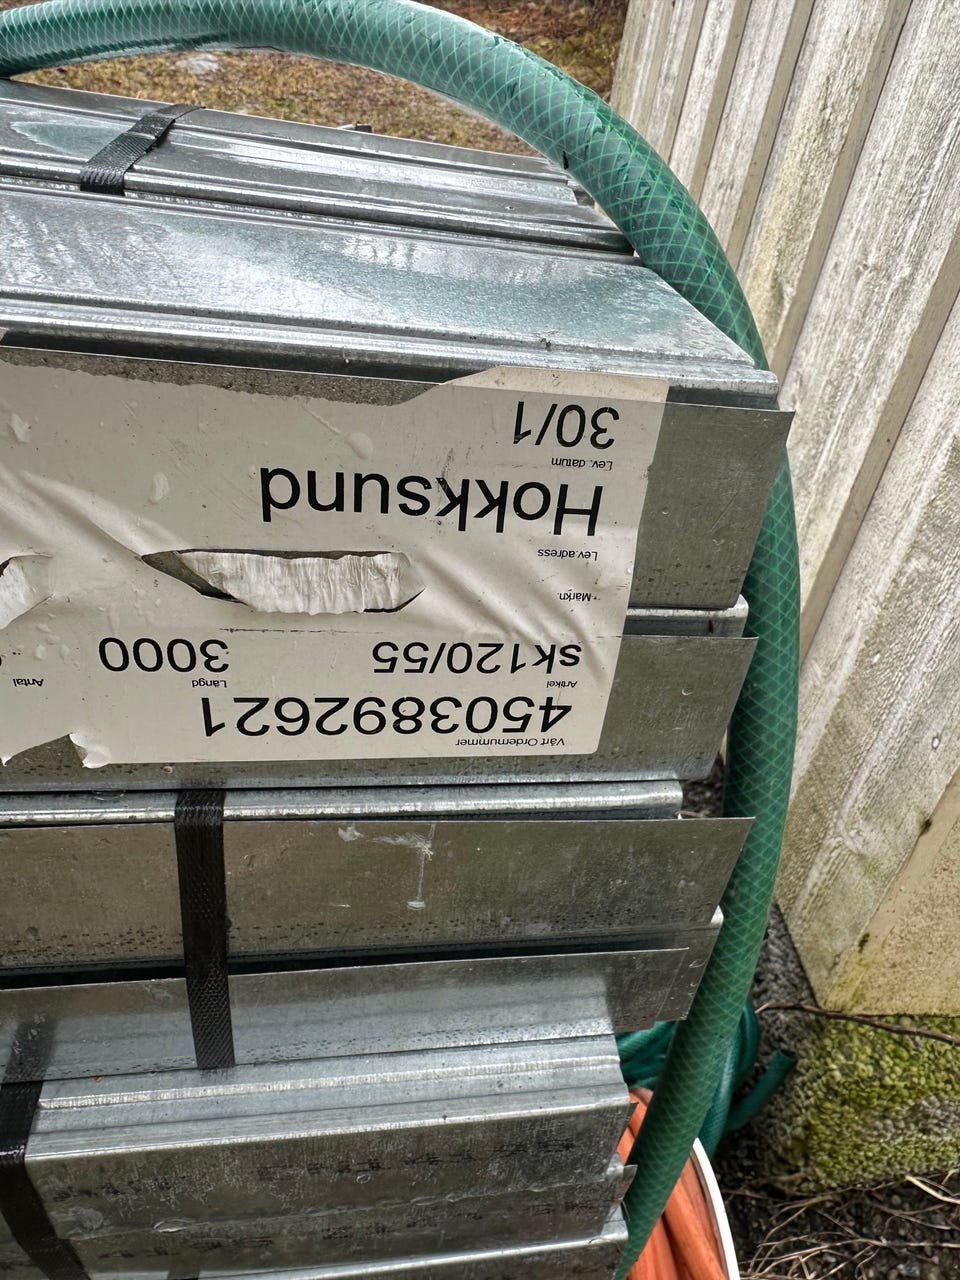 Vårt Ordernummer
4503892621
Artikel Längd Antal
sk120/55 3000
Märkn.
Lev.adress
Hokksund
Lev. datum
30/1